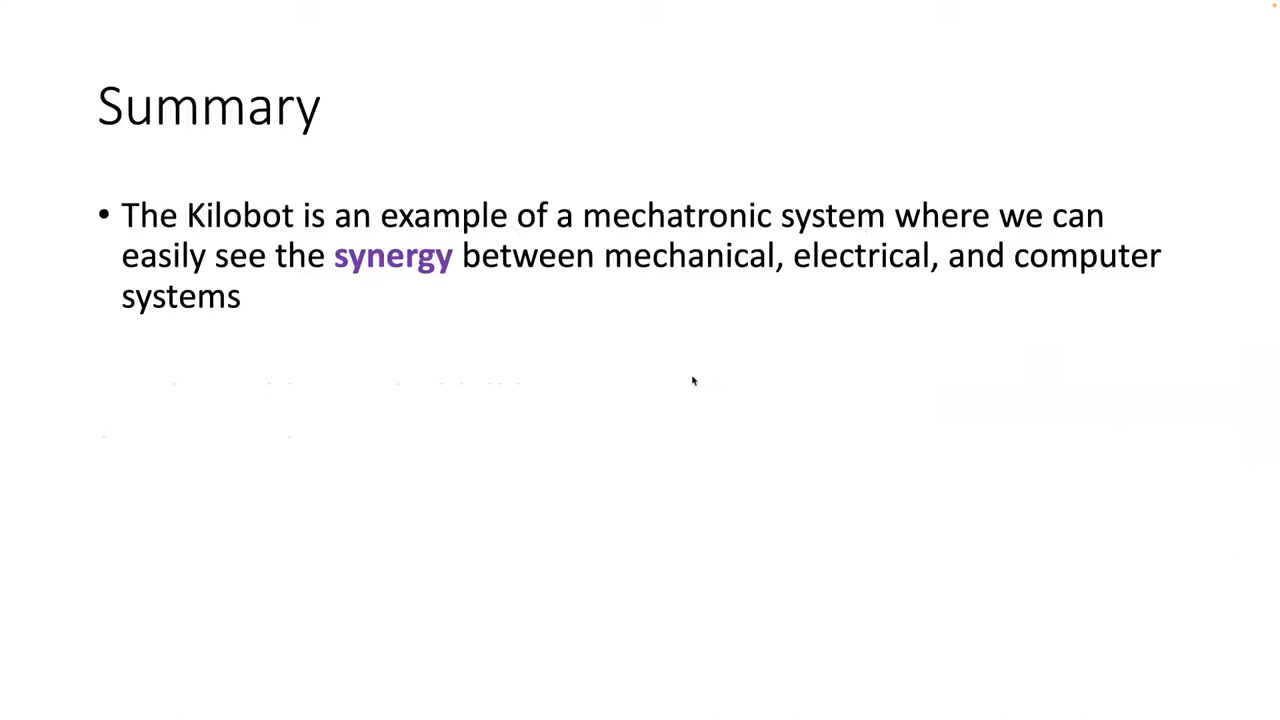 Summary
• The Kilobot is an example of a mechatronic system where we can
easily see the synergy between mechanical, electrical, and computer
systems